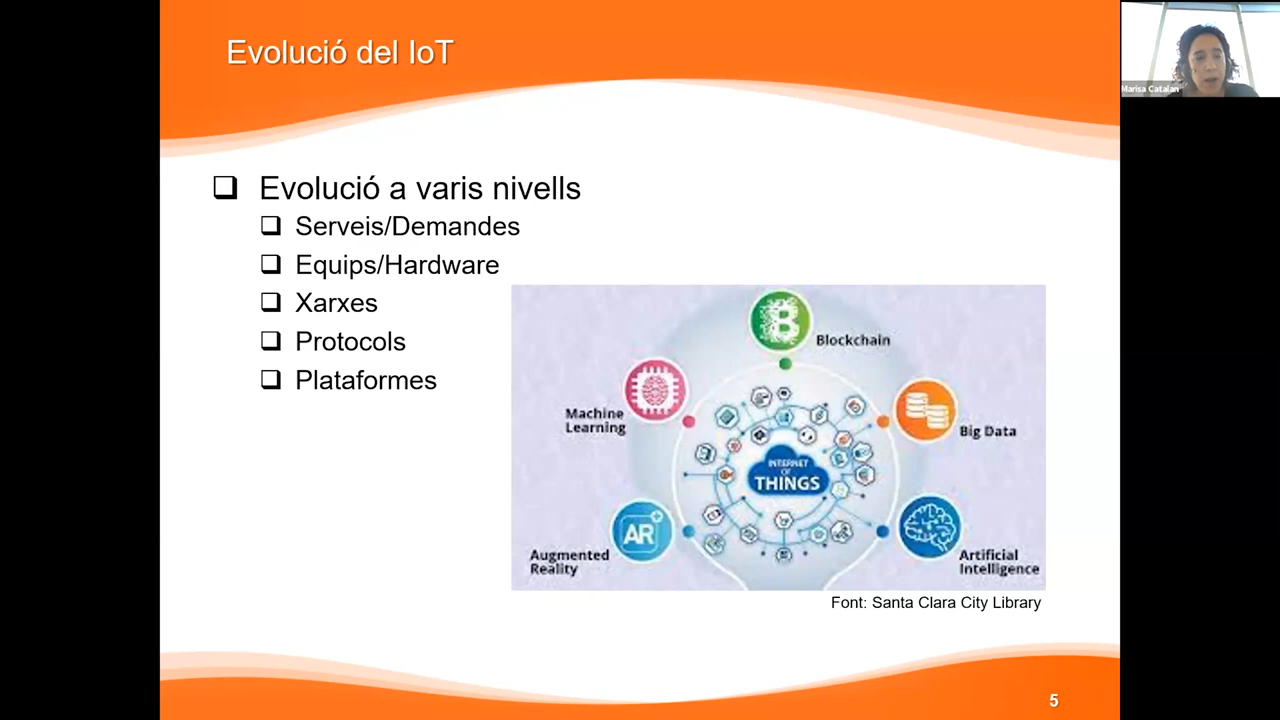 Evolució del IoT
Marisa Catalan
Evolució a varis nivells
Serveis/Demandes
Equips/Hardware
Xarxes
Protocols
Plataformes
Blockchain
Machine
Learning
Big Data
INTERNET
OF
THINGS
AR
Augmented
Reality
Artificial
Intelligence
Font: Santa Clara City Library
5